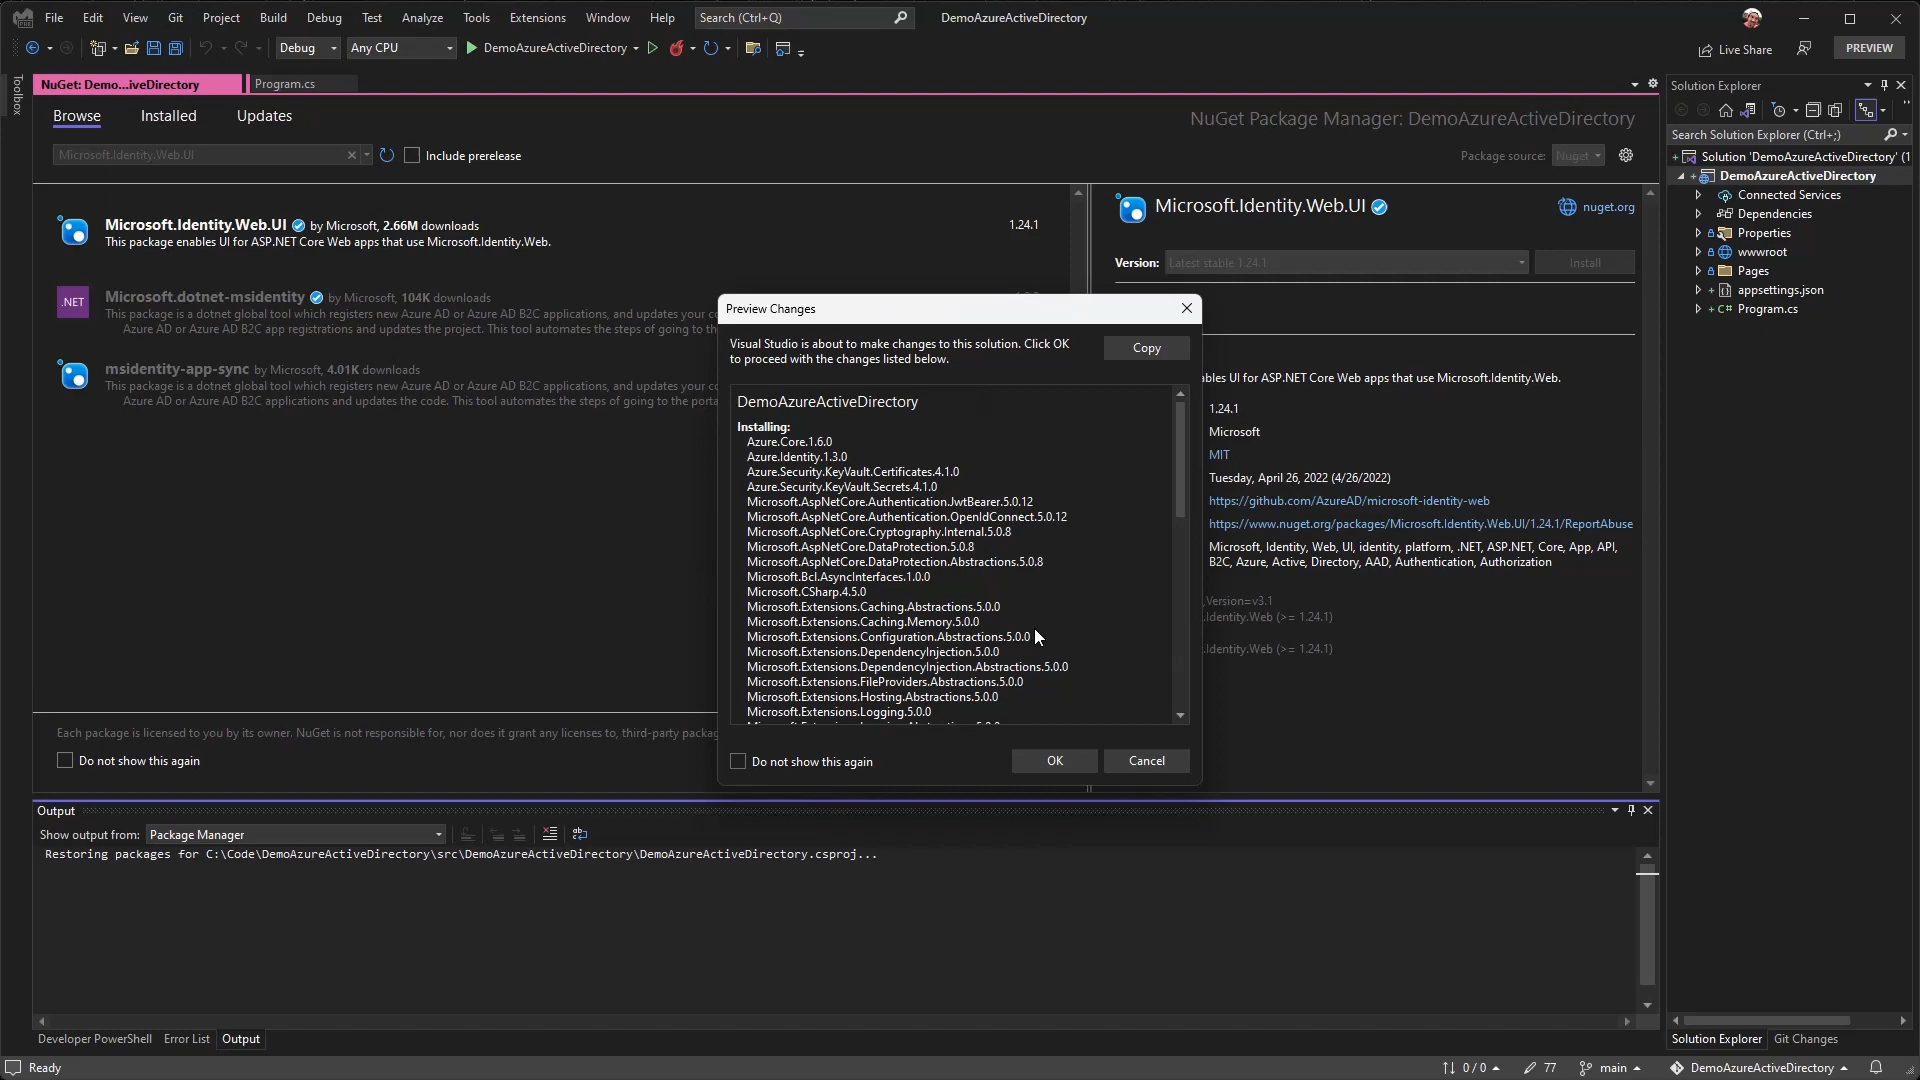 File Edit View Git Project Build Debug Test Analyze Tools Extensions Window Help Search (Ctrl+Q) DemoAzureActiveDirectory
Debug Any CPU DemoAzureActiveDirectory Live Share PREVIEW
Toolbox
NuGet: Demo...iveDirectory Program.cs
Browse Installed Updates
NuGet Package Manager: DemoAzureActiveDirectory
Microsoft.Identity.Web.UI Include prerelease
Package source: Nuget
Microsoft.Identity.Web.UI by Microsoft, 2.66M downloads 1.24.1
This package enables UI for ASP.NET Core Web apps that use Microsoft.Identity.Web.
.NET
Microsoft.dotnet-msidentity by Microsoft, 104K downloads
This package is a dotnet global tool which registers new Azure AD or Azure AD B2C applications, and updates your co
Azure AD or Azure AD B2C app registrations and updates the project. This tool automates the steps of going to the
msidentity-app-sync by Microsoft, 4.01K downloads
This package is a dotnet global tool which registers new Azure AD or Azure AD B2C applications, and updates your co
Azure AD or Azure AD B2C applications and updates the code. This tool automates the steps of going to the porta
Each package is licensed to you by its owner. NuGet is not responsible for, nor does it grant any licenses to, third-party packag
Do not show this again
Microsoft.Identity.Web.UI nuget.org
Version: Latest stable 1.24.1 Install
bles UI for ASP.NET Core Web apps that use Microsoft.Identity.Web.
1.24.1
Microsoft
MIT
Tuesday, April 26, 2022 (4/26/2022)
https://github.com/AzureAD/microsoft-identity-web
https://www.nuget.org/packages/Microsoft.Identity.Web.UI/1.24.1/ReportAbuse
Microsoft, Identity, Web, UI, identity, platform, .NET, ASP.NET, Core, App, API,
B2C, Azure, Active, Directory, AAD, Authentication, Authorization
,Version=v3.1
.Identity.Web (>= 1.24.1)
.Identity.Web (>= 1.24.1)
Preview Changes
Visual Studio is about to make changes to this solution. Click OK
to proceed with the changes listed below.
Copy
DemoAzureActiveDirectory
Installing:
Azure.Core.1.6.0
Azure.Identity.1.3.0
Azure.Security.KeyVault.Certificates.4.1.0
Azure.Security.KeyVault.Secrets.4.1.0
Microsoft.AspNetCore.Authentication.JwtBearer.5.0.12
Microsoft.AspNetCore.Authentication.OpenIdConnect.5.0.12
Microsoft.AspNetCore.Cryptography.Internal.5.0.8
Microsoft.AspNetCore.DataProtection.5.0.8
Microsoft.AspNetCore.DataProtection.Abstractions.5.0.8
Microsoft.Bcl.AsyncInterfaces.1.0.0
Microsoft.CSharp.4.5.0
Microsoft.Extensions.Caching.Abstractions.5.0.0
Microsoft.Extensions.Caching.Memory.5.0.0
Microsoft.Extensions.Configuration.Abstractions.5.0.0
Microsoft.Extensions.DependencyInjection.5.0.0
Microsoft.Extensions.DependencyInjection.Abstractions.5.0.0
Microsoft.Extensions.FileProviders.Abstractions.5.0.0
Microsoft.Extensions.Hosting.Abstractions.5.0.0
Microsoft.Extensions.Logging.5.0.0
Do not show this again OK Cancel
Solution Explorer
Search Solution Explorer (Ctrl+;)
Solution 'DemoAzureActiveDirectory' (1
DemoAzureActiveDirectory
Connected Services
Dependencies
Properties
wwwroot
Pages
appsettings.json
C# Program.cs
Output
Show output from: Package Manager
Restoring packages for C:\Code\DemoAzureActiveDirectory\src\DemoAzureActiveDirectory\DemoAzureActiveDirectory.csproj...
Developer PowerShell Error List Output
Solution Explorer Git Changes
Ready 0 / 0 77 main DemoAzureActiveDirectory